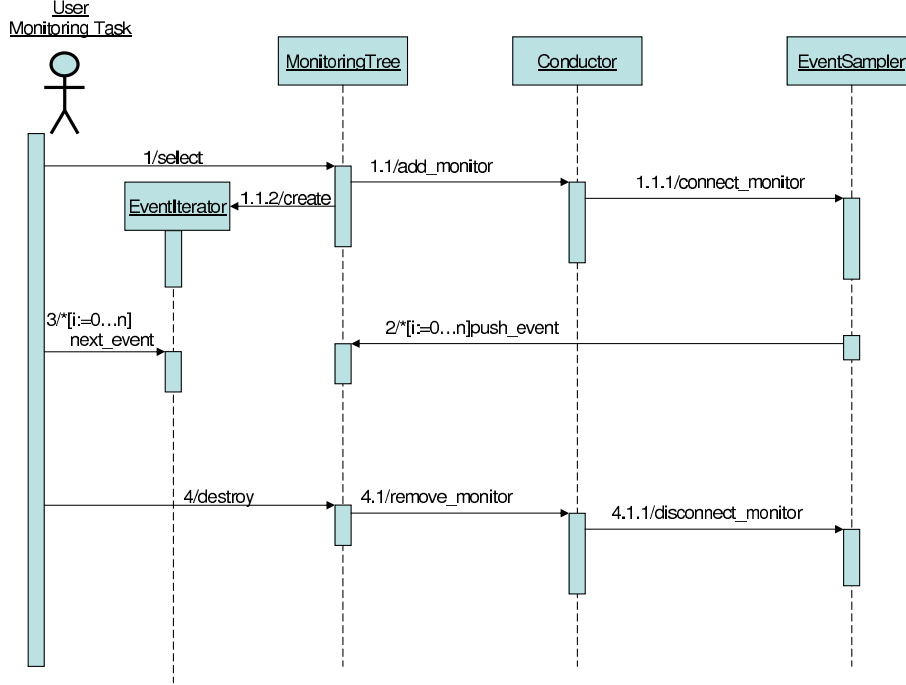 User
Monitoring Task
MonitoringTree
Conductor
EventSampler
1/select
1.1/add_monitor
1.1.1/connect_monitor
EventIterator
1.1.2/create
3/*[i:=0...n]
next_event
2/*[i:=0...n]push_event
4/destroy
4.1/remove_monitor
4.1.1/disconnect_monitor